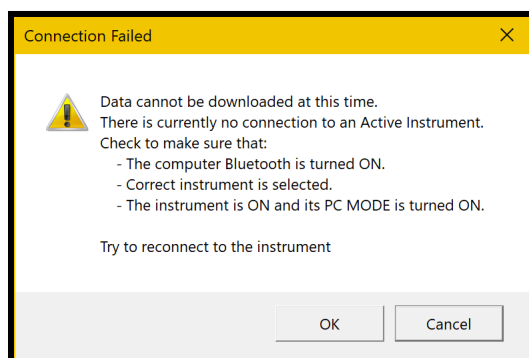 Connection Failed
Data cannot be downloaded at this time.
There is currently no connection to an Active Instrument.
Check to make sure that:
- The computer Bluetooth is turned ON.
- Correct instrument is selected.
- The instrument is ON and its PC MODE is turned ON.
Try to reconnect to the instrument
OK
Cancel